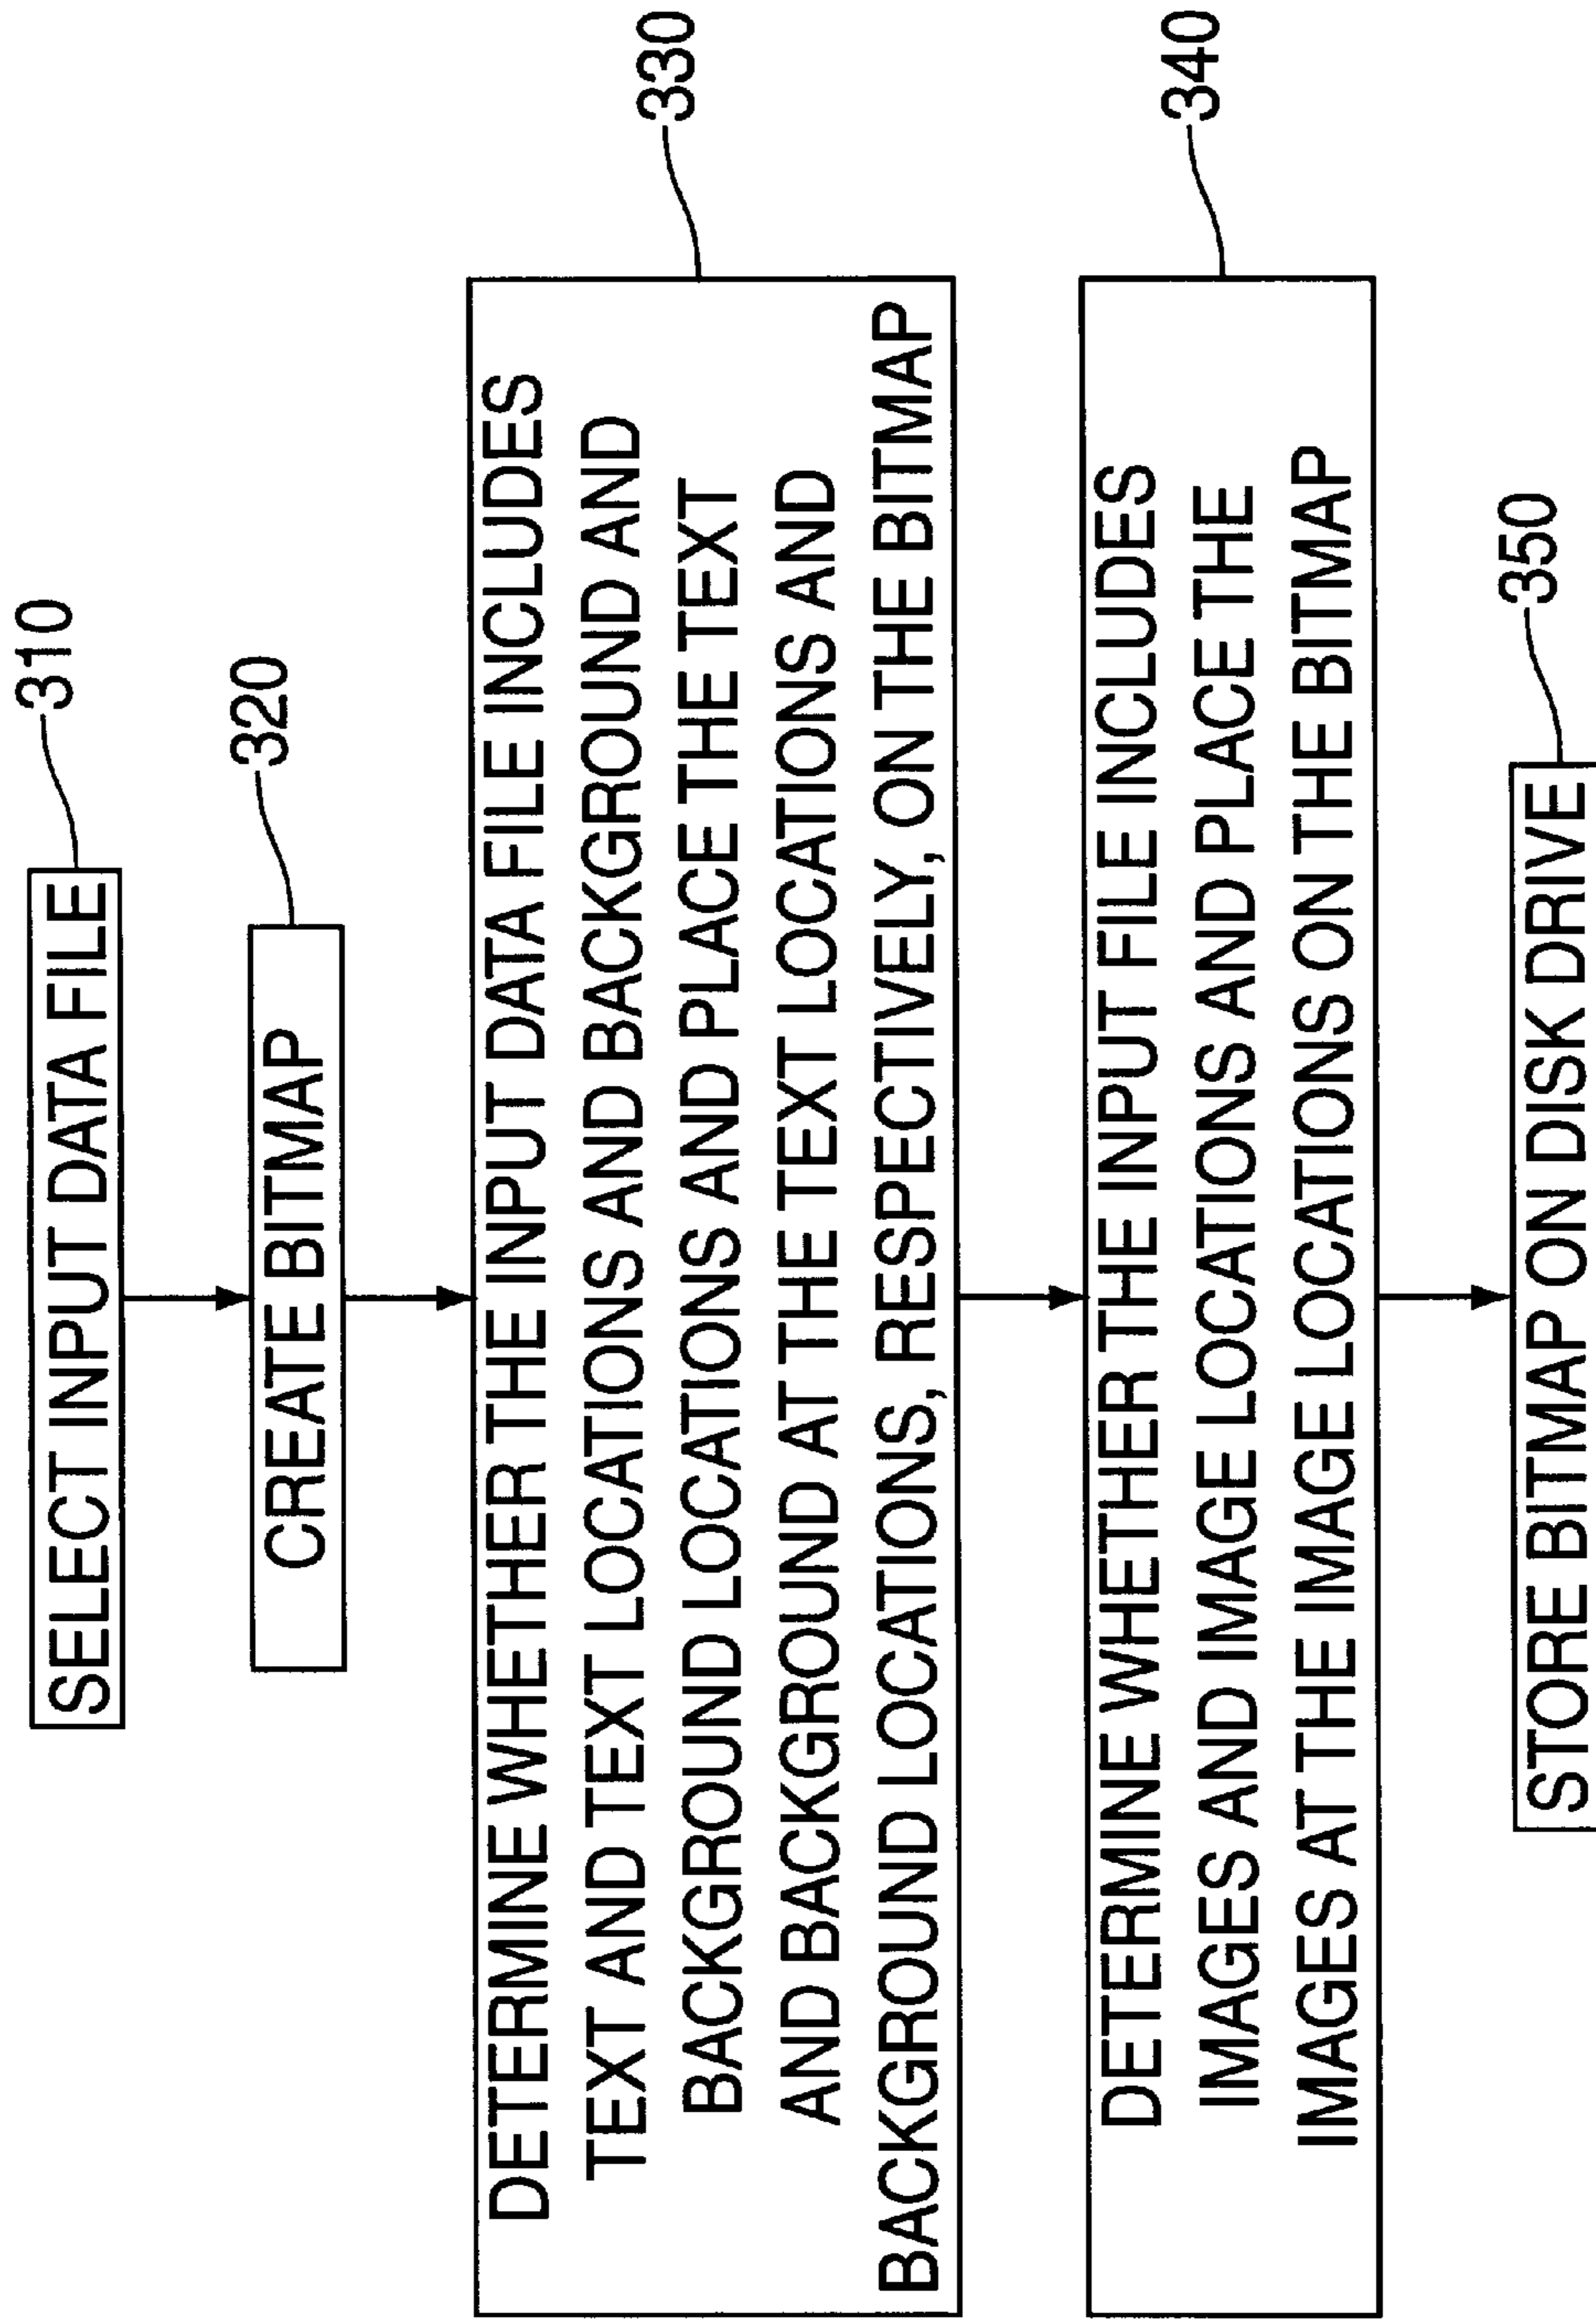 310
SELECT INPUT DATA FILE
320
CREATE BITMAP
330
DETERMINE WHETHER THE INPUT DATA FILE INCLUDES
TEXT AND TEXT LOCATIONS AND BACKGROUND AND
BACKGROUND LOCATIONS AND PLACE THE TEXT
AND BACKGROUND AT THE TEXT LOCATIONS AND
BACKGROUND LOCATIONS, RESPECTIVELY, ON THE BITMAP
340
DETERMINE WHETHER THE INPUT FILE INCLUDES
IMAGES AND IMAGE LOCATIONS AND PLACE THE
IMAGES AT THE IMAGE LOCATIONS ON THE BITMAP
350
STORE BITMAP ON DISK DRIVE